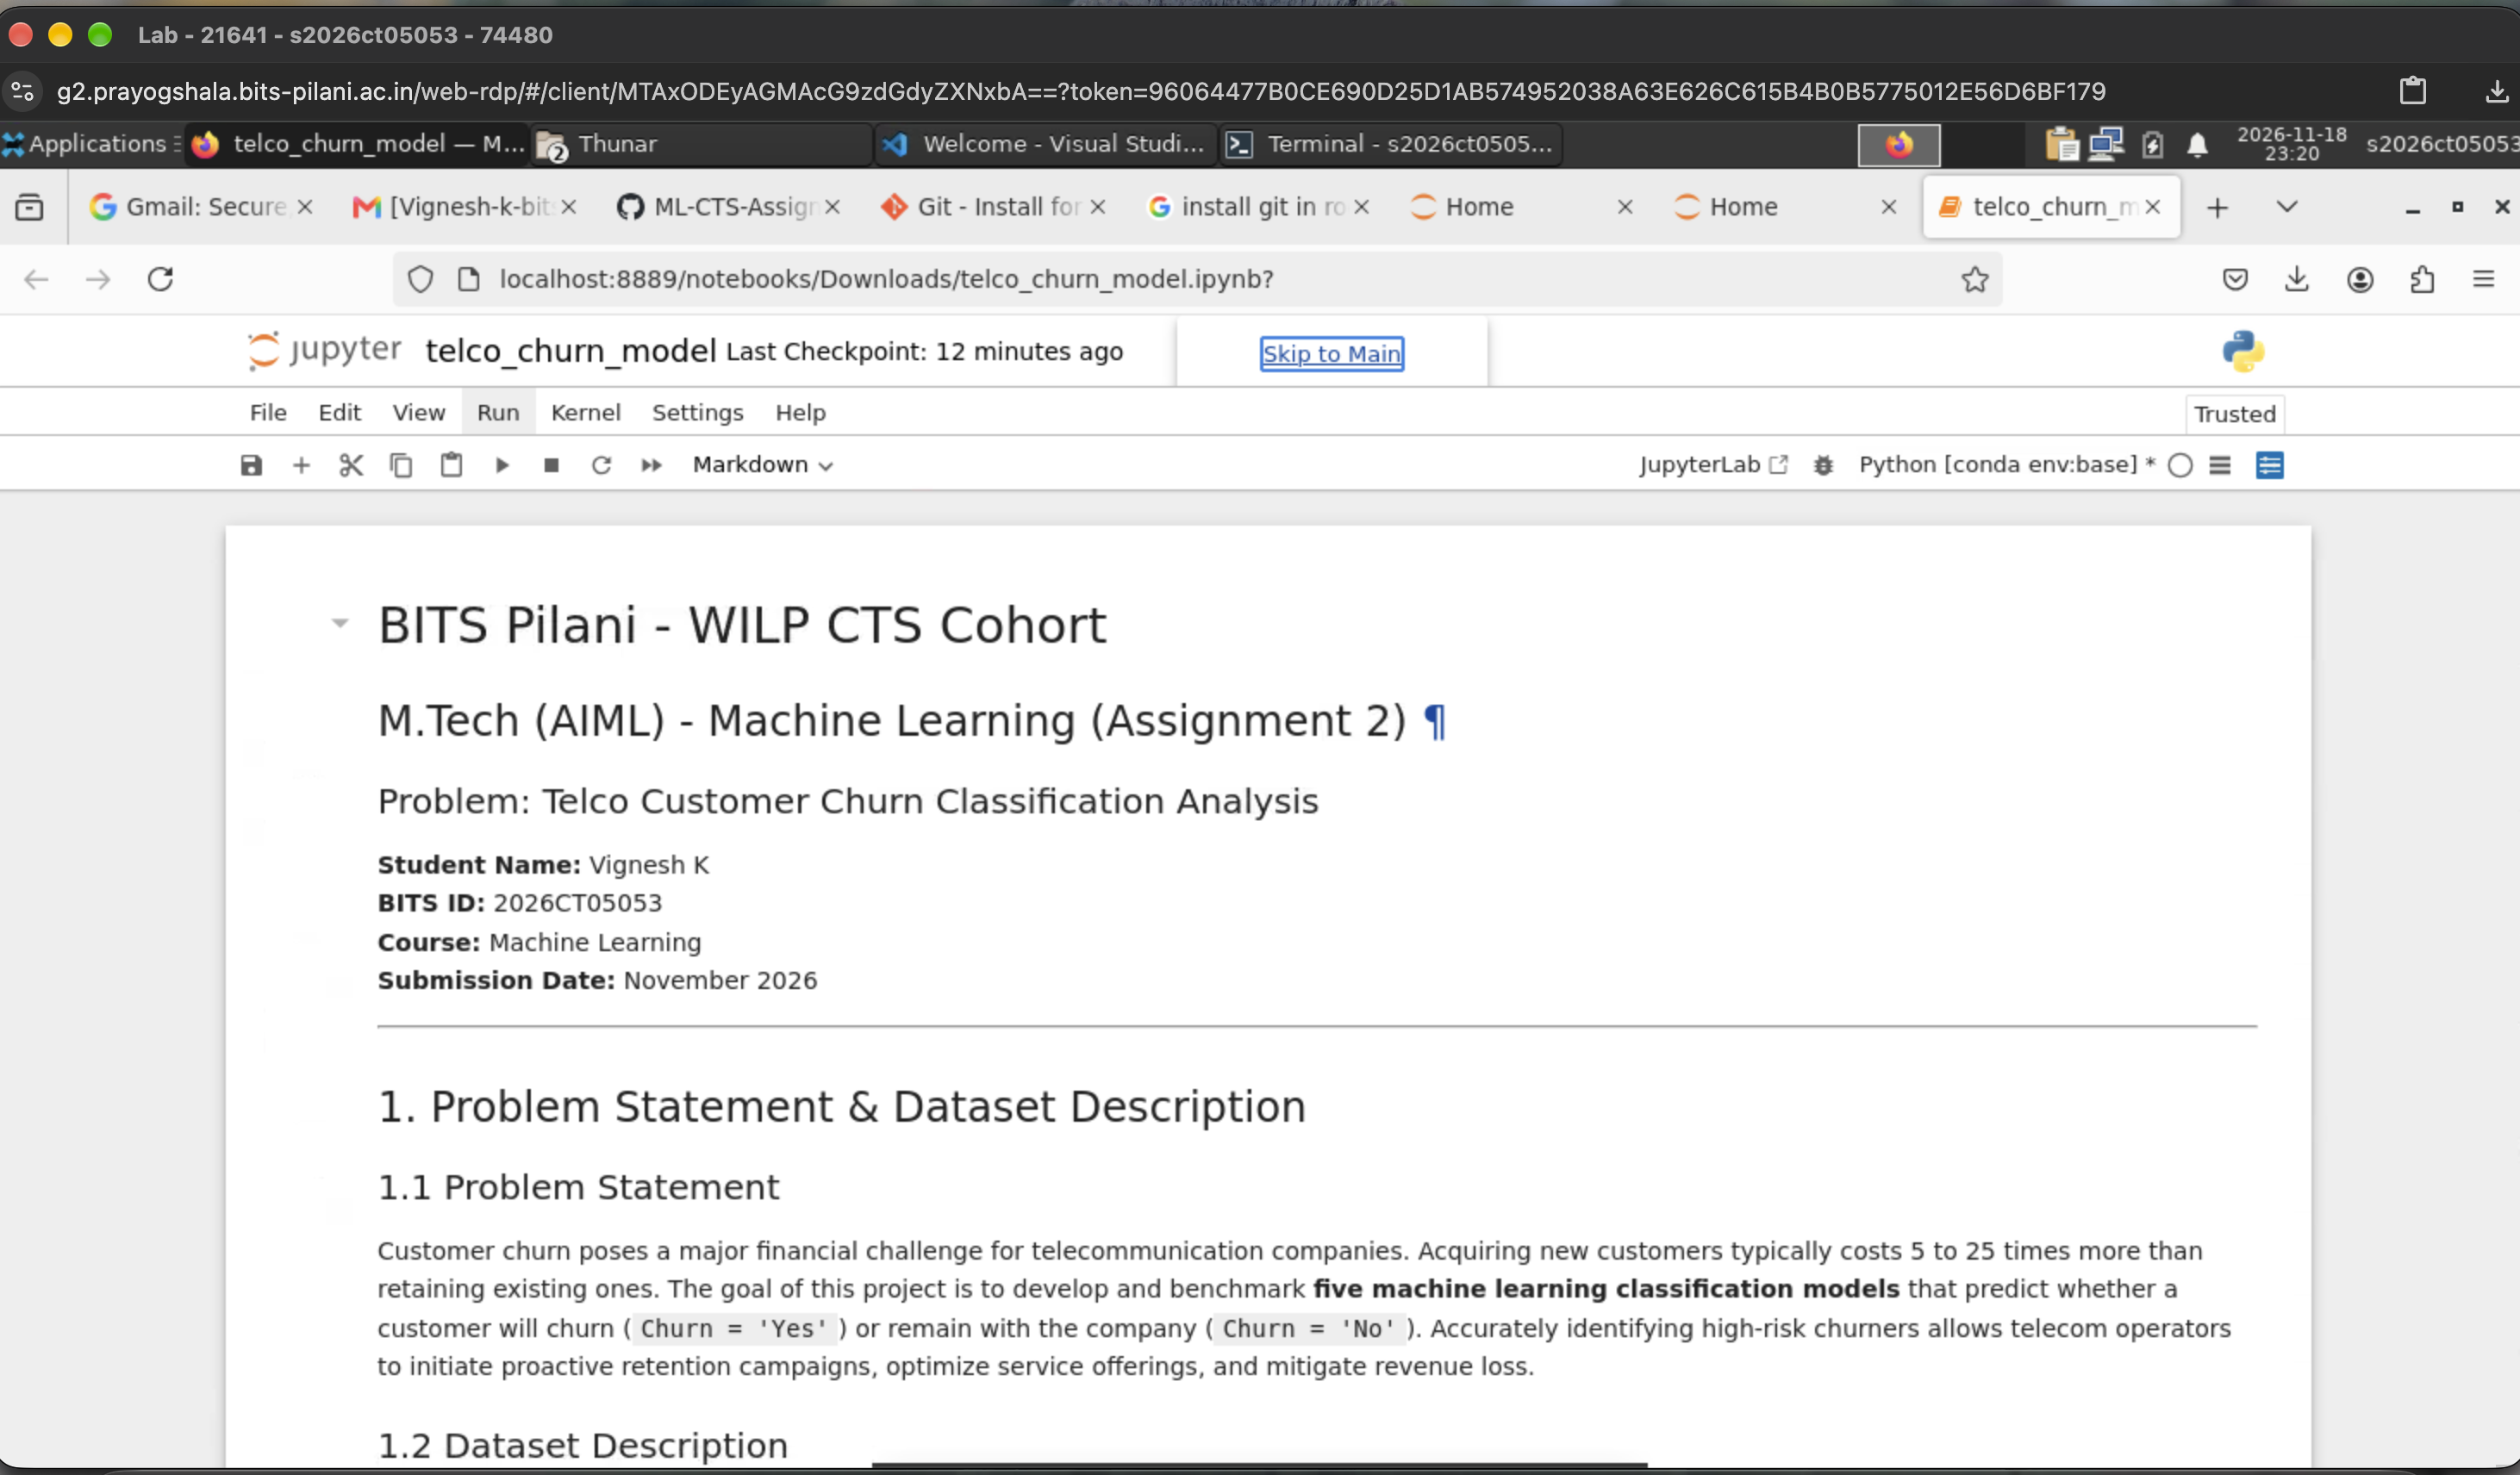 Lab - 21641 - s2026ct05053 - 74480
g2.prayogshala.bits-pilani.ac.in/web-rdp/#/client/MTAxODEyAGMAcG9zdGdyZXNxbA==?token=96064477B0CE690D25D1AB574952038A63E626C615B4B0B5775012E56D6BF179
Applications telco_churn_model — M... 2 Thunar Welcome - Visual Studi... Terminal - s2026ct0505... 2026-11-18 s2026ct05053
23:20
Gmail: Secure [Vignesh-k-bit ML-CTS-Assign Git - Install for install git in ro Home Home telco_churn_m
localhost:8889/notebooks/Downloads/telco_churn_model.ipynb?
jupyter telco_churn_model Last Checkpoint: 12 minutes ago Skip to Main
File Edit View Run Kernel Settings Help Trusted
Markdown JupyterLab Python [conda env:base] *
BITS Pilani - WILP CTS Cohort
M.Tech (AIML) - Machine Learning (Assignment 2) ¶
Problem: Telco Customer Churn Classification Analysis
Student Name: Vignesh K
BITS ID: 2026CT05053
Course: Machine Learning
Submission Date: November 2026
1. Problem Statement & Dataset Description
1.1 Problem Statement
Customer churn poses a major financial challenge for telecommunication companies. Acquiring new customers typically costs 5 to 25 times more than
retaining existing ones. The goal of this project is to develop and benchmark five machine learning classification models that predict whether a
customer will churn ( Churn = 'Yes' ) or remain with the company ( Churn = 'No' ). Accurately identifying high-risk churners allows telecom operators
to initiate proactive retention campaigns, optimize service offerings, and mitigate revenue loss.
1.2 Dataset Description